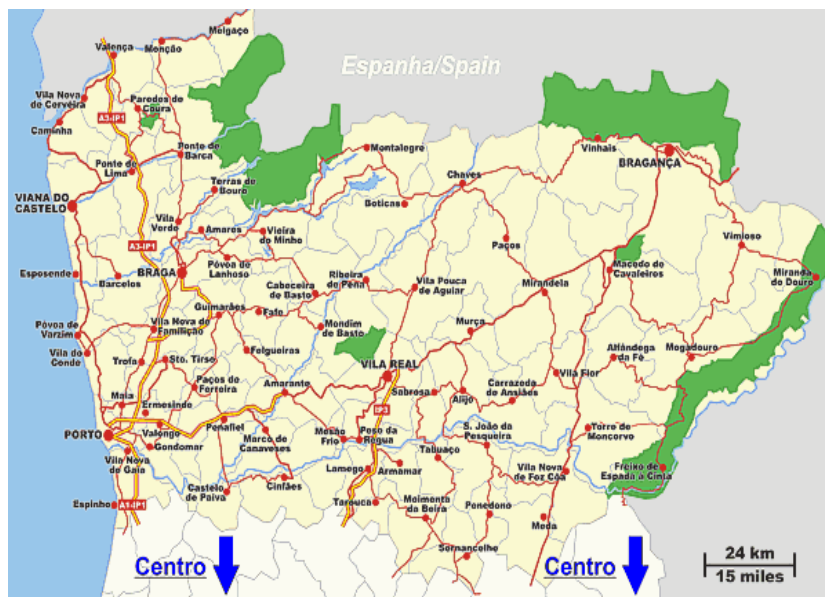 Melgaço
Valença
Monção
Espanha/Spain
Vila Nova
de Cerveira
Paredes de
Coura
A3-IP1
Caminha
Ponte de
Barca
Montalegre
Vinhais
BRAGANÇA
Ponte de
Lima
Terras de
Bouro
Chaves
VIANA DO
CASTELO
Boticas
Vila
Verde
Amares
Vieira
do Minho
Paços
Vimioso
A3-IP1
Esposende
Barcelos
BRAGA
Póvoa de
Lanhoso
Ribeira
de Pena
Cabeceira
de Basto
Vila Pouca
de Aguiar
Mirandela
Macedo de
Cavaleiros
Miranda
do Douro
Guimarães
Fafe
Póvoa de
Varzim
Vila Nova de
Familição
Mondim
de Basto
Murça
Vila do
Conde
Trofa
Sto. Tirso
Felgueiras
Alfândega
da Fé
Mogadouro
VILA REAL
Paços de
Ferreira
Amarante
Sabrosa
Alijo
Carrazeda
de Ansiães
Vila Flor
Maia
Ermesinde
IP3
PORTO
Valongo
Penafiel
Marco de
Canaveses
Mesão
Frio
Peso da
Régua
S. João da
Pesqueira
Torre de
Moncorvo
Gondomar
Tabuaço
Vila Nova
de Gaia
Lamego
Armamar
Vila Nova
de Foz Côa
Freixo de
Espada à Cinta
Castelo
de Paiva
Cinfães
Espinho
A1-IP1
Tarouca
Moimenta
da Beira
Penedono
Meda
Sernancelhe
Centro
Centro
24 km
15 miles